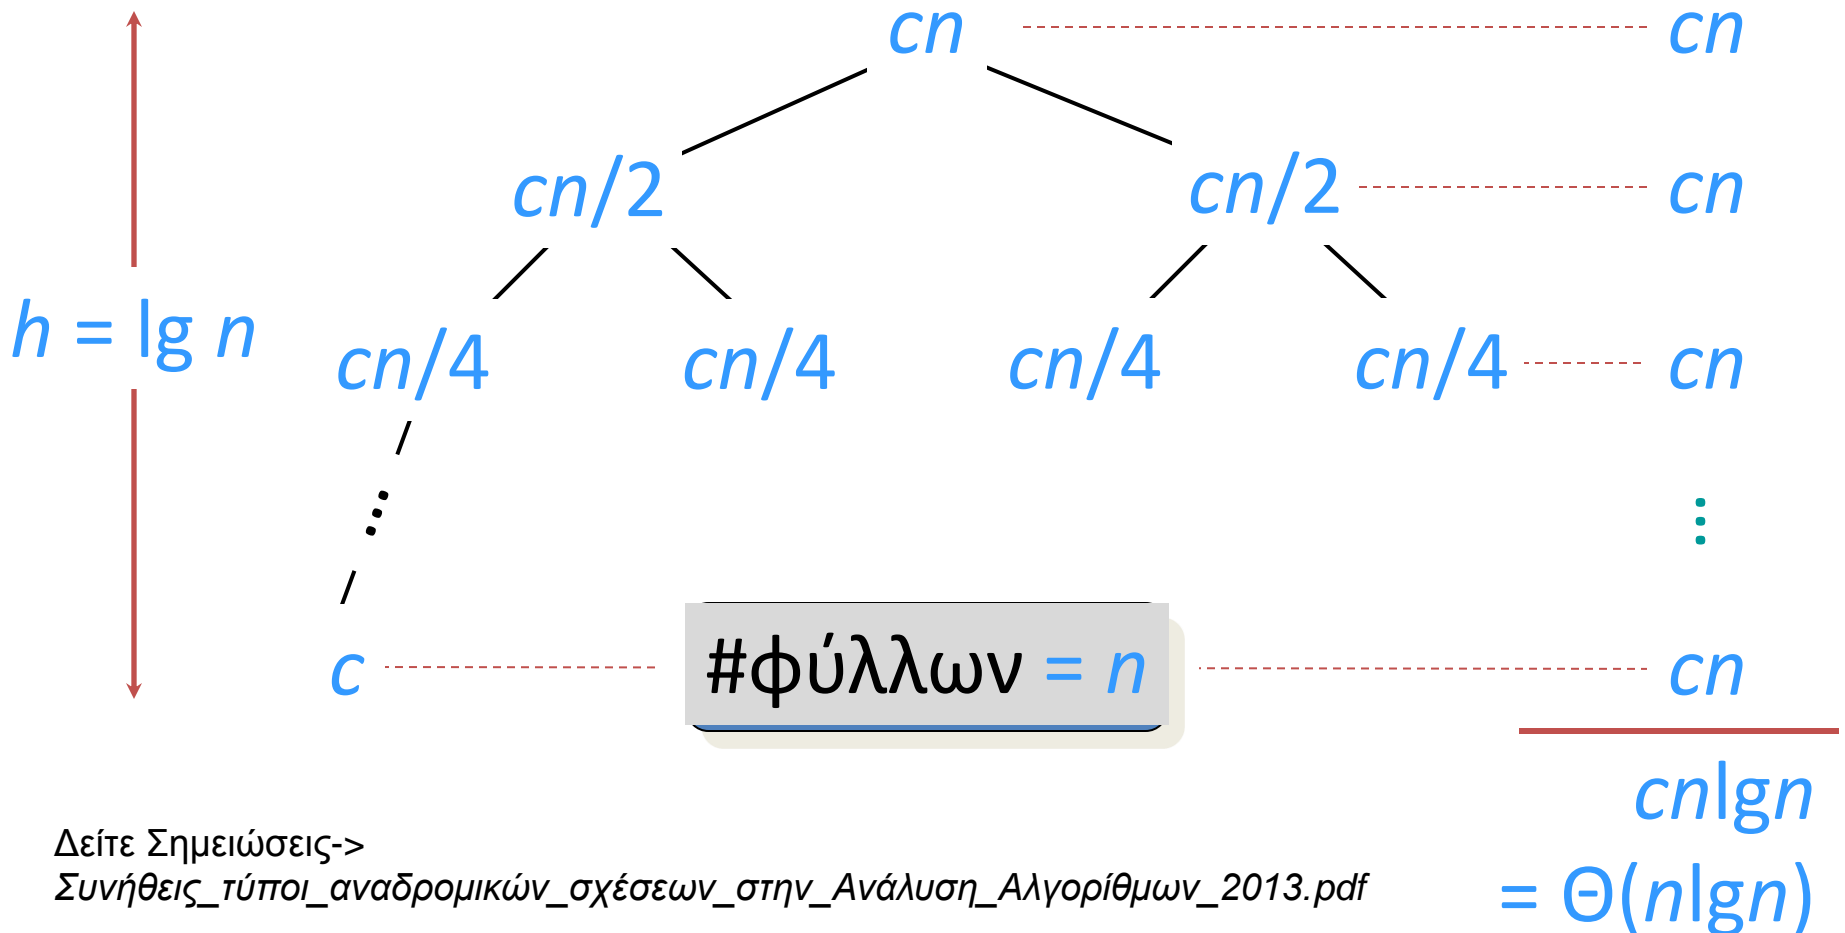 cn cn
cn/2 cn/2 cn
h = lg n
cn/4 cn/4 cn/4 cn/4 cn
c #φύλλων = n cn
cnlgn
= Θ(nlgn)
Δείτε Σημειώσεις->
Συνήθεις_τύποι_αναδρομικών_σχέσεων_στην_Ανάλυση_Αλγορίθμων_2013.pdf